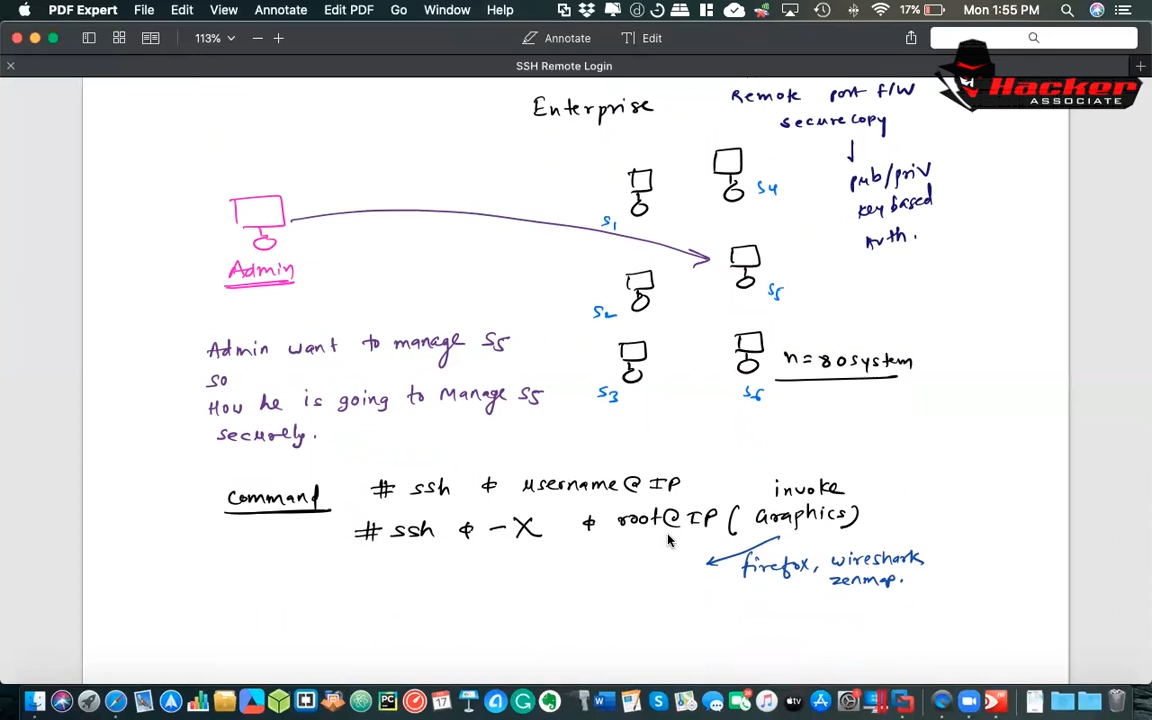 PDF Expert File Edit Go Annotate Edit PDF Go Window Help 17% Mon 1:55 PM
113% Annotate Edit
SSH Remote Login
Hacker
ASSOCIATE
Enterprise
Remote port f/w
securecopy
pub/priv
key based
Auth.
S4
S1
Admin
S5
S2
Admin want to manage S5
so
How he is going to Manage S5
securely.
n = 80 system
S3
S6
Command
# ssh ϕ username@IP
# ssh ϕ -X ϕ root@IP (
invoke
Graphics)
firefox, wireshark
zenmap.
17